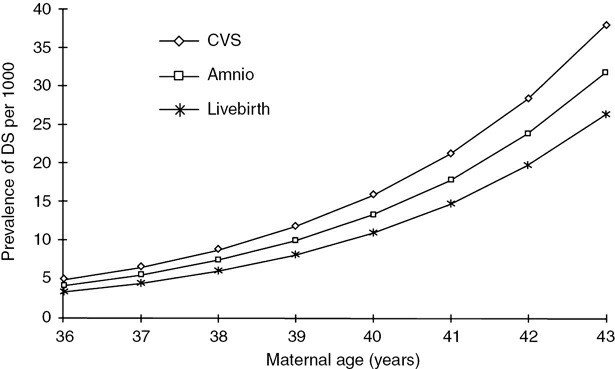 Prevalence of DS per 1000
40
35
30
25
20
15
10
5
0
CVS
Amnio
Livebirth
36 37 38 39 40 41 42 43
Maternal age (years)